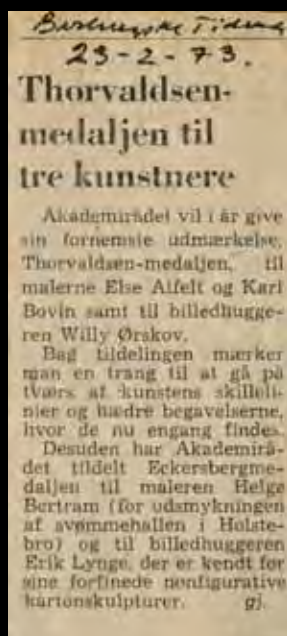 Berlingske Tidende
23-2-73.
Thorvaldsen-
medaljen til
tre kunstnere
Akademirådet vil i år give
sin fornemste udmærkelse,
Thorvaldsen-medaljen, til
malerne Else Alfelt og Karl
Bovin samt til billedhugge-
ren Willy Ørskov.
Bag tildelingen mærker
man en trang til at gå på
tværs af kunstens skilleli-
nier og hædre begavelserne,
hvor de nu engang findes.
Desuden har Akademirå-
det tildelt Eckersbergme-
daljen til maleren Helge
Bertram (for udsmykningen
af svømmehallen i Holste-
bro) og til billedhuggeren
Erik Lynge, der er kendt for
sine forfinede nonfigurative
kartonskulpturer. gj.